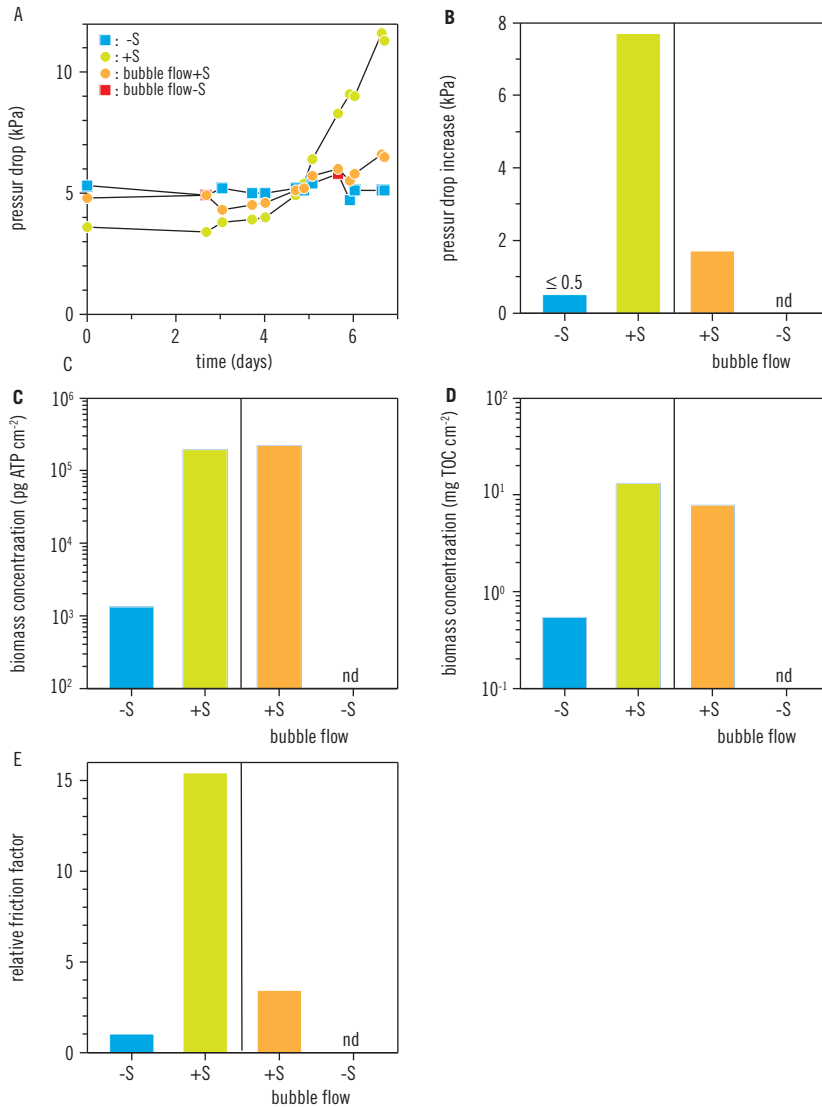 A
: -S
: +S
: bubble flow+S
: bubble flow-S
pressur drop (kPa)
10
5
0
0 2 4 6
time (days)
C
B
pressur drop increase (kPa)
8
6
4
2
0
≤ 0.5
nd
-S +S +S -S
bubble flow
C
biomass concentraation (pg ATP cm⁻²)
10⁶
10⁵
10⁴
10³
10²
nd
-S +S +S -S
bubble flow
D
biomass concentraation (mg TOC cm⁻²)
10²
10¹
10⁰
10⁻¹
nd
-S +S +S -S
bubble flow
E
relative friction factor
15
10
5
0
nd
-S +S +S -S
bubble flow